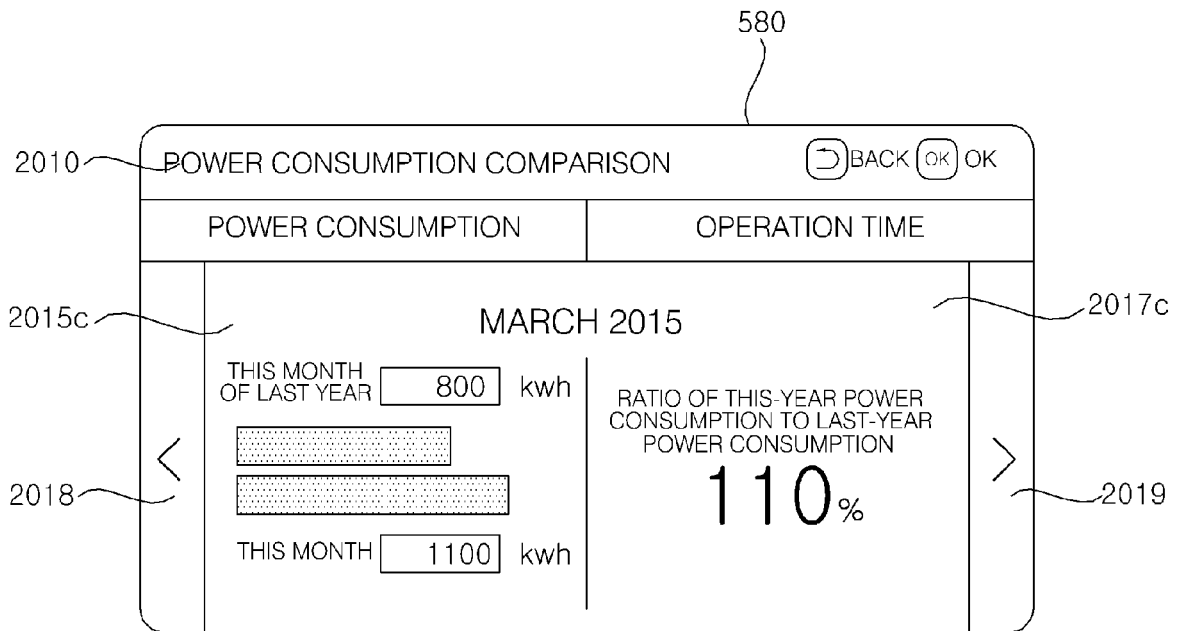 580
2010
POWER CONSUMPTION COMPARISON
BACK OK OK
POWER CONSUMPTION
OPERATION TIME
2015c
2017c
MARCH 2015
THIS MONTH
OF LAST YEAR 800 kwh
RATIO OF THIS-YEAR POWER
CONSUMPTION TO LAST-YEAR
POWER CONSUMPTION
110%
<
>
2018
2019
THIS MONTH 1100 kwh